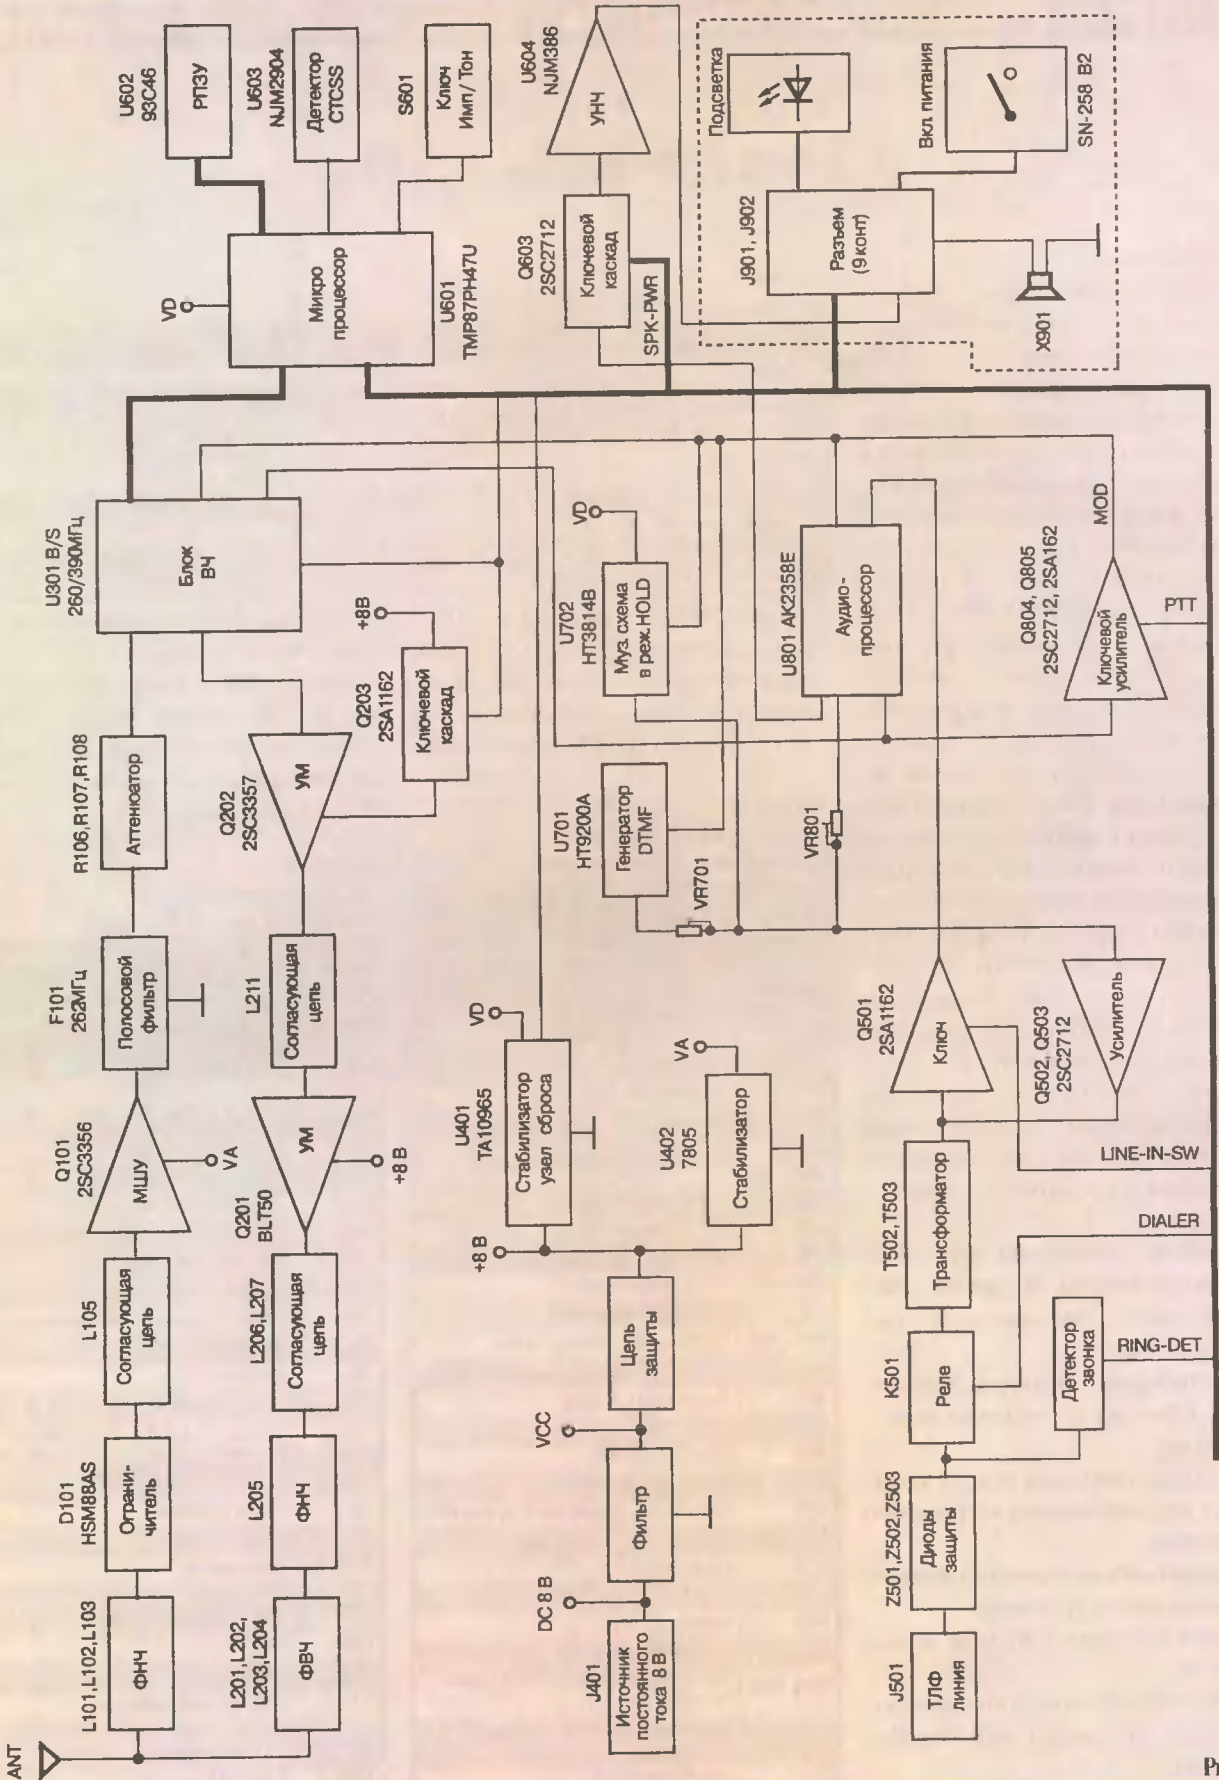 ANT
L101,L102,L103
ФНЧ
D101
HSM88AS
Ограни-
читель
L105
Согласующая
цепь
Q101
2SC3356
МШУ
VA
F101
262МГц
Полосовой
фильтр
R106,R107,R108
Аттенюатор
U301 B/S
260/390МГц
Блок
ВЧ
VD
Микро
процессор
U601
TMP87PH47U
U602
93C46
РПЗУ
U603
NJM2904
Детектор
CTCSS
S601
Ключ
Имп/Тон
L201,L202,
L203,L204
ФВЧ
L205
ФНЧ
L206,L207
Согласующая
цепь
Q201
BLT50
УМ
+8 В
L211
Согласующая
цепь
Q202
2SC3357
УМ
Q203
2SA1162
Ключевой
каскад
+8В
Q603
2SC2712
Ключевой
каскад
SPK-PWR
U604
NJM386
УНЧ
Подсветка
Вкл питания
SN-258 B2
J901, J902
Разъем
(9 конт)
X901
J401
Источник
постоянного
тока 8 В
DC 8 В
Фильтр
VCC
Цепь
защиты
+8 В
U401
TA10965
Стабилизатор
узел сброса
VD
U402
7805
Стабилизатор
VA
U701
HT9200A
Генератор
DTMF
VR701
U702
HT3814B
Муз. схема
в реж. HOLD
VD
VR801
U801 AK2358E
Аудио-
процессор
J501
ТЛФ
линия
Z501,Z502,Z503
Диоды
защиты
K501
Реле
T502,T503
Трансформатор
Детектор
звонка
RING-DET
DIALER
LINE-IN-SW
Q501
2SA1162
Ключ
Q502, Q503
2SC2712
Усилитель
Q804, Q805
2SC2712, 2SA162
Ключевой
усилитель
MOD
PTT